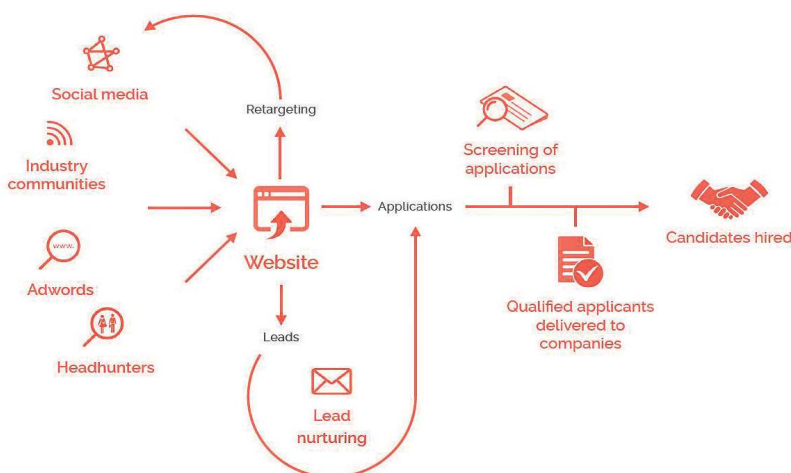 Social media
Retargeting
Industry
communities
Screening of
applications
Applications
Candidates hired
www.
Adwords
Website
Qualified applicants
delivered to
companies
Leads
Headhunters
Lead
nurturing